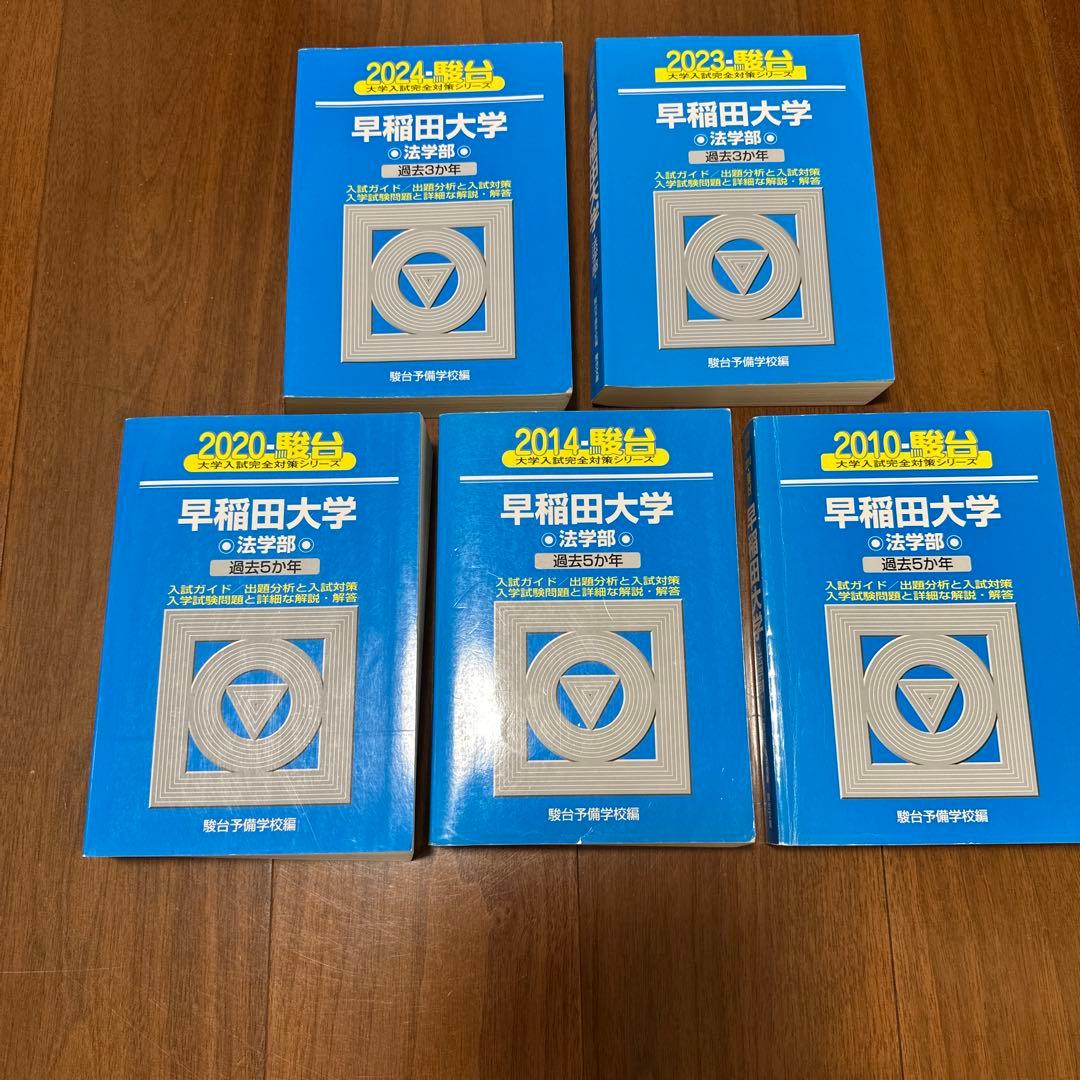 2024-駿台
大学入試完全対策シリーズ
早稲田大学
法学部
過去3か年
入試ガイド/出題分析と入試対策
入学試験問題と詳細な解説・解答
駿台予備学校編
2023-駿台
大学入試完全対策シリーズ
早稲田大学
法学部
過去3か年
入試ガイド/出題分析と入試対策
入学試験問題と詳細な解説・解答
駿台予備学校編
2020-駿台
大学入試完全対策シリーズ
早稲田大学
法学部
過去5か年
入試ガイド/出題分析と入試対策
入学試験問題と詳細な解説・解答
駿台予備学校編
2014-駿台
大学入試完全対策シリーズ
早稲田大学
法学部
過去5か年
入試ガイド/出題分析と入試対策
入学試験問題と詳細な解説・解答
駿台予備学校編
早稲田大学
2010-駿台
大学入試完全対策シリーズ
早稲田大学
法学部
過去5か年
入試ガイド/出題分析と入試対策
入学試験問題と詳細な解説・解答
駿台予備学校編